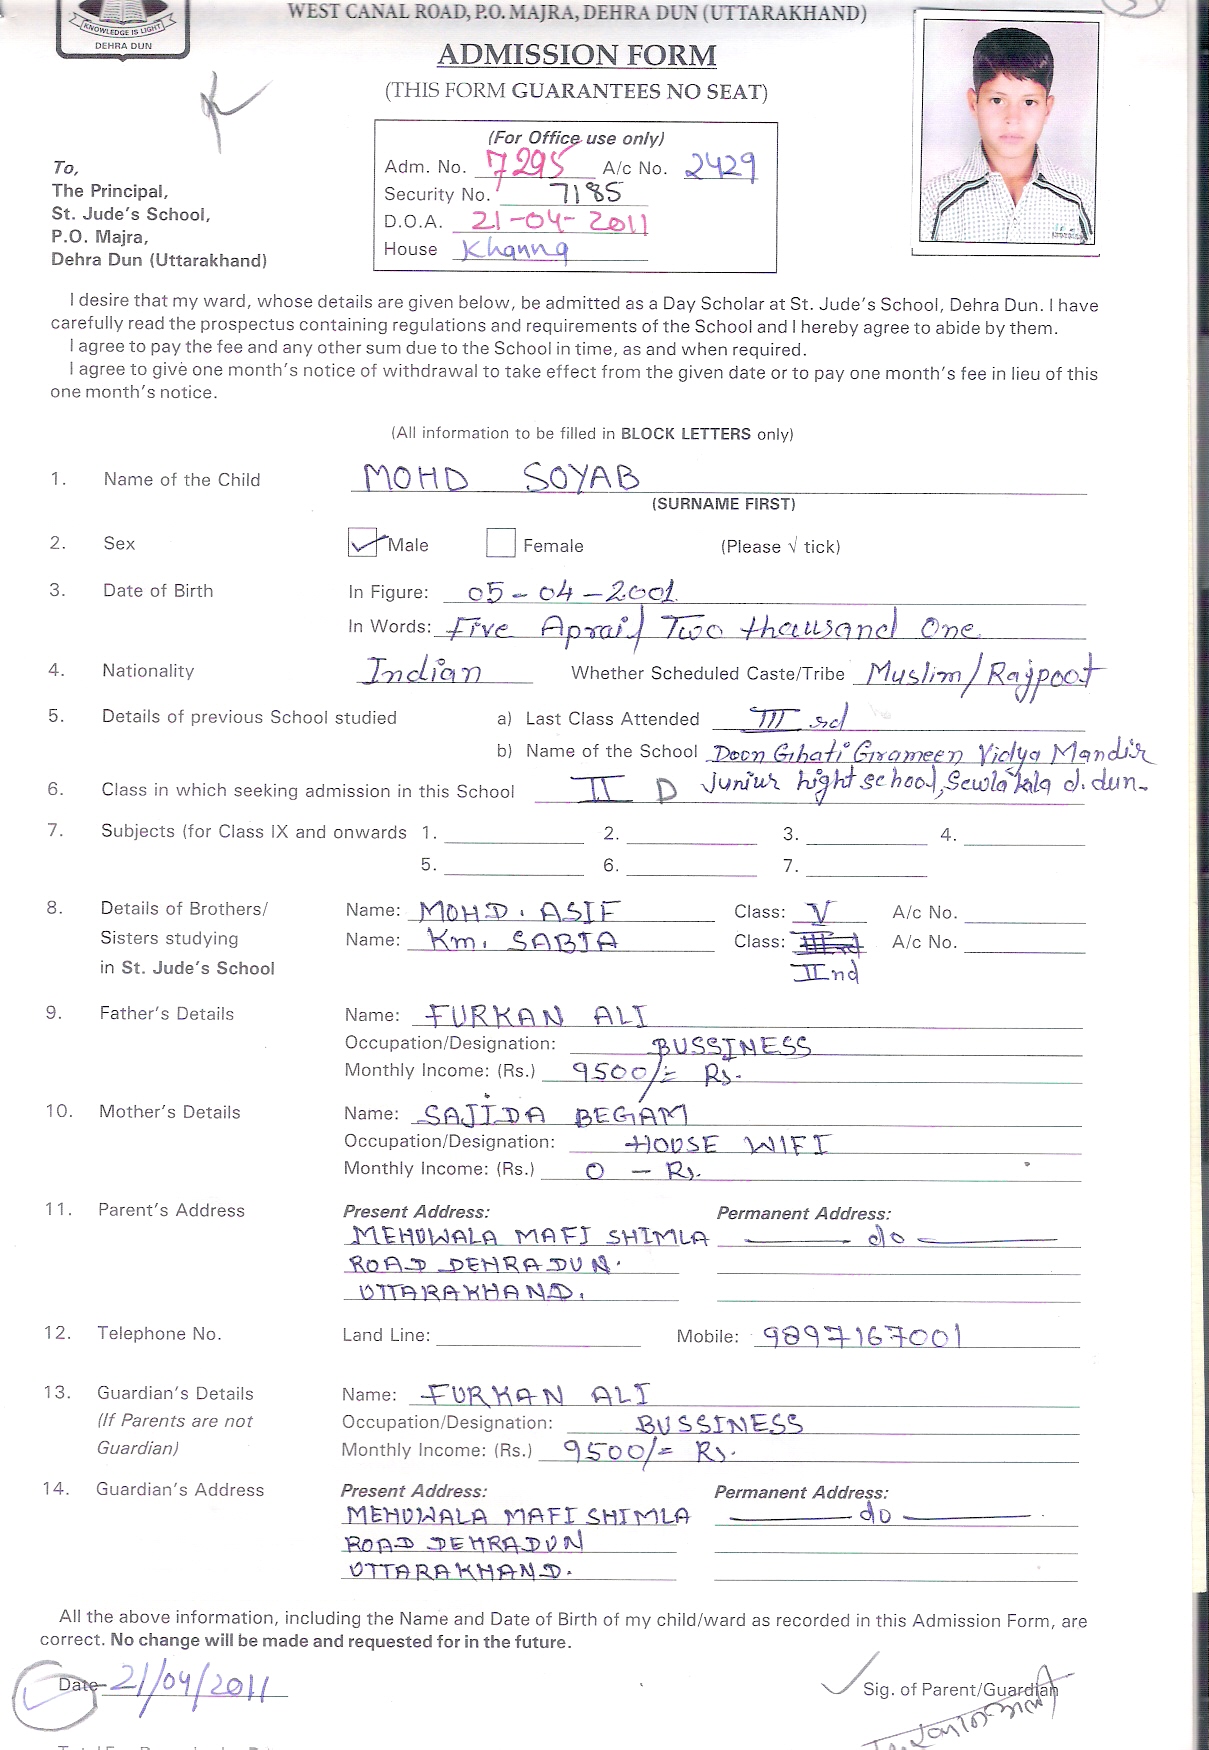 WEST CANAL ROAD, P.O. MAJRA, DEHRA DUN (UTTARAKHAND)
KNOWLEDGE IS LIGHT
DEHRA DUN
ADMISSION FORM
(THIS FORM GUARANTEES NO SEAT)
(For Office use only)
Adm. No. 7295 A/c No. 2429
Security No. 7185
D.O.A. 21-04-2011
House Khanna
To,
The Principal,
St. Jude's School,
P.O. Majra,
Dehra Dun (Uttarakhand)
I desire that my ward, whose details are given below, be admitted as a Day Scholar at St. Jude's School, Dehra Dun. I have
carefully read the prospectus containing regulations and requirements of the School and I hereby agree to abide by them.
I agree to pay the fee and any other sum due to the School in time, as and when required.
I agree to give one month's notice of withdrawal to take effect from the given date or to pay one month's fee in lieu of this
one month's notice.
(All information to be filled in BLOCK LETTERS only)
1. Name of the Child MOHD SOYAB
(SURNAME FIRST)
2. Sex Male Female (Please √ tick)
3. Date of Birth In Figure: 05-04-2001
In Words: Five Aprail Two thousand One
4. Nationality Indian Whether Scheduled Caste/Tribe Muslim/Rajpoot
5. Details of previous School studied a) Last Class Attended III rd
b) Name of the School Doon Ghati Grameen Vidya Mandir
Juniur hight school, Sewla kala d.dun-
6. Class in which seeking admission in this School II D
7. Subjects (for Class IX and onwards 1. 2. 3. 4.
5. 6. 7.
8. Details of Brothers/ Name: MOHD. ASIF Class: V A/c No.
Sisters studying Name: Km. SABIA Class: A/c No.
in St. Jude's School IInd
9. Father's Details Name: FURKAN ALI
Occupation/Designation: BUSSINESS
Monthly Income: (Rs.) 9500/= Rs.
10. Mother's Details Name: SAJIDA BEGAM
Occupation/Designation: HOUSE WIFI
Monthly Income: (Rs.) 0 - Rs.
11. Parent's Address Present Address: Permanent Address:
MEHUWALA MAFI SHIMLA do
ROAD DEHRADUN.
UTTARAKHAND.
12. Telephone No. Land Line: Mobile: 9897167001
13. Guardian's Details Name: FURKAN ALI
(If Parents are not Occupation/Designation: BUSSINESS
Guardian) Monthly Income: (Rs.) 9500/= Rs.
14. Guardian's Address Present Address: Permanent Address:
MEHUWALA MAFI SHIMLA do
ROAD DEHRADUN
UTTARAKHAND.
All the above information, including the Name and Date of Birth of my child/ward as recorded in this Admission Form, are
correct. No change will be made and requested for in the future.
Date 21/04/2011
Sig. of Parent/Guardian